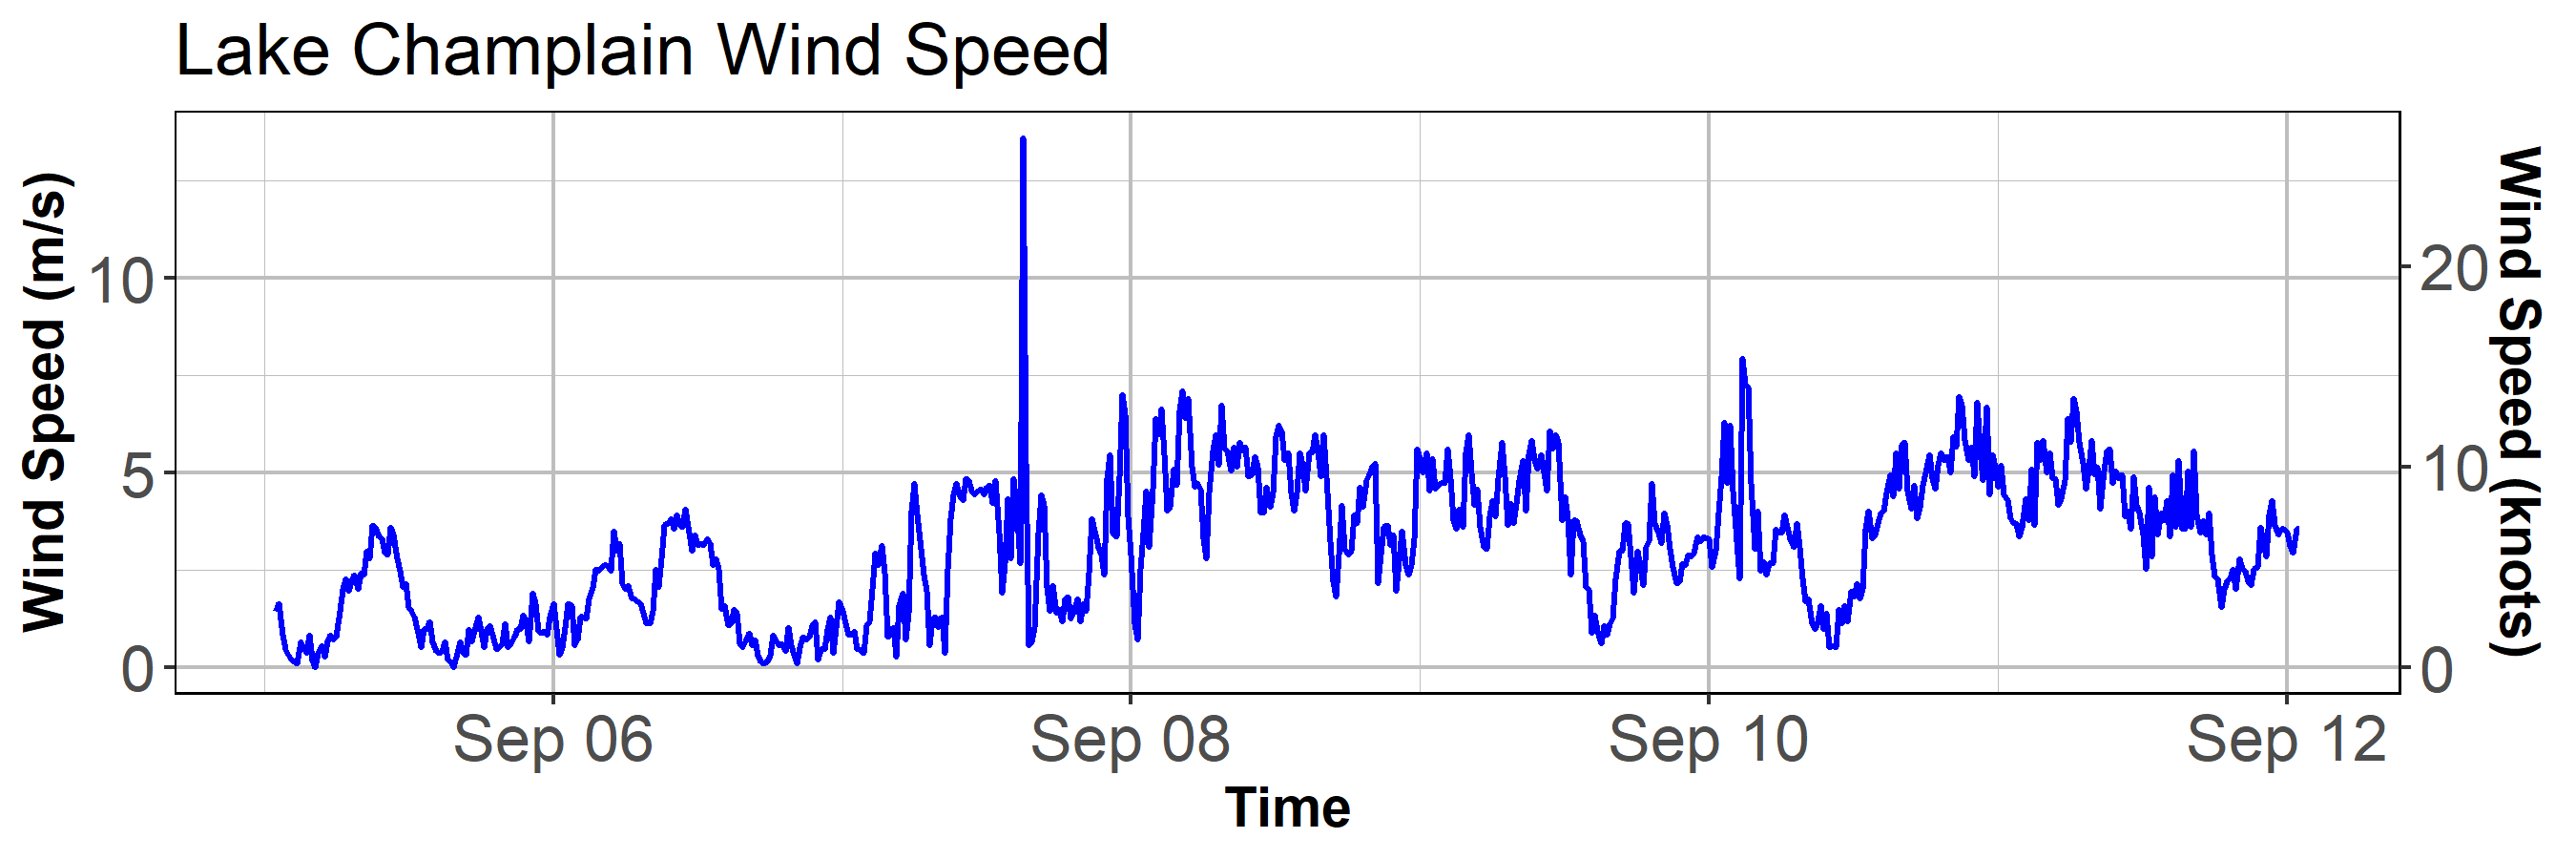 Lake Champlain Wind Speed
Wind Speed (m/s)
10
5
0
20
10
0
Wind Speed (knots)
Sep 06
Sep 08
Sep 10
Sep 12
Time